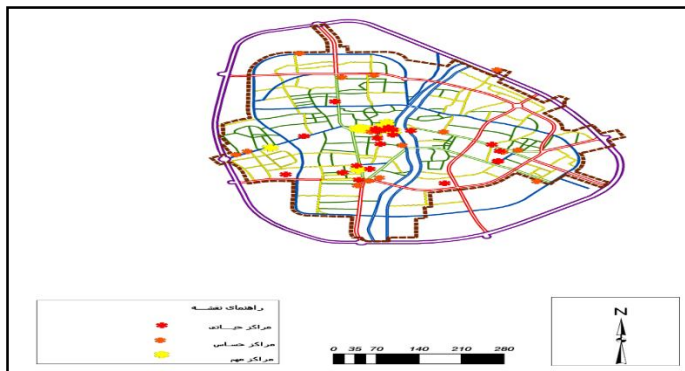 راهنمای نقشه
مراکز حیاتی
مراکز حساس
مراکز مهم
0 35 70 140 210 280
N